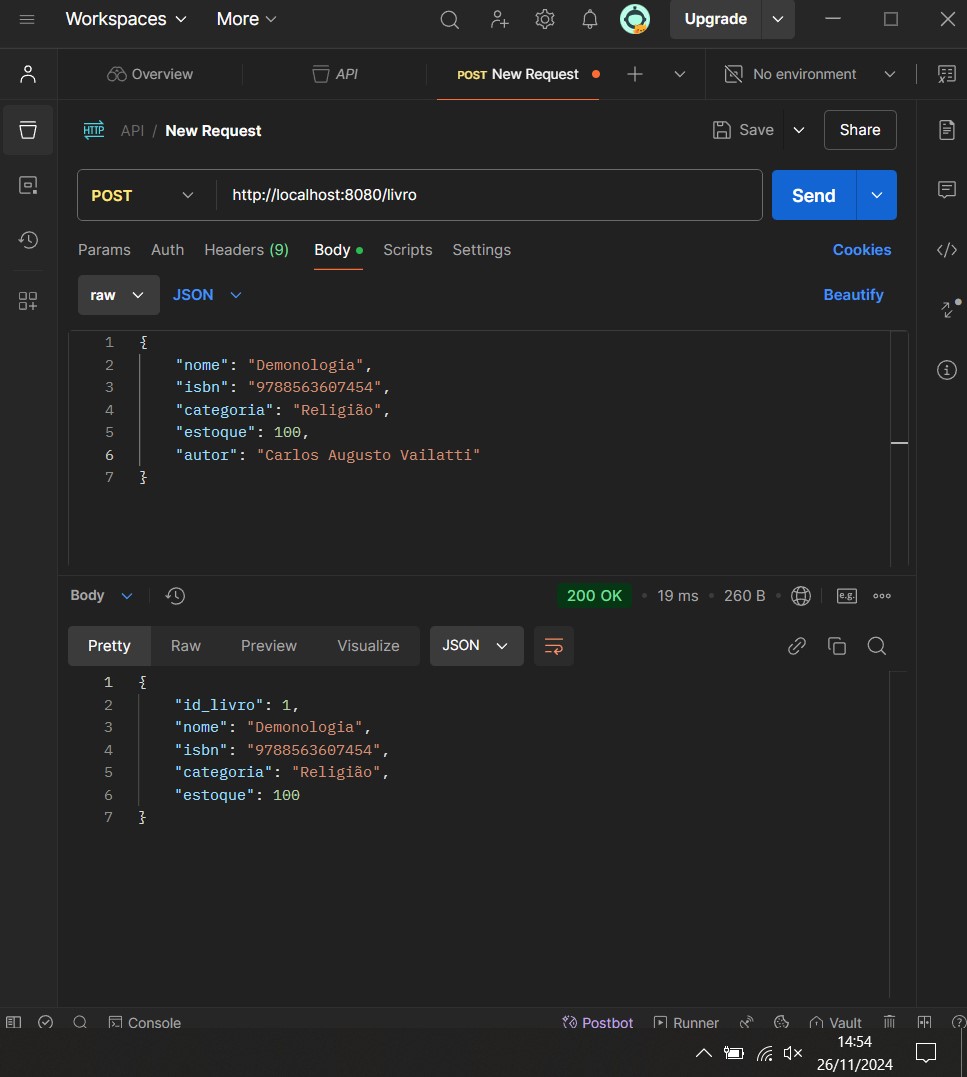 Workspaces More Upgrade
Overview API POST New Request No environment
HTTP API / New Request Save Share
POST http://localhost:8080/livro Send
Params Auth Headers (9) Body Scripts Settings Cookies
raw JSON Beautify
1 {
2 "nome": "Demonologia",
3 "isbn": "9788563607454",
4 "categoria": "Religião",
5 "estoque": 100,
6 "autor": "Carlos Augusto Vailatti"
7 }
Body 200 OK • 19 ms • 260 B • e.g.
Pretty Raw Preview Visualize JSON
1 {
2 "id_livro": 1,
3 "nome": "Demonologia",
4 "isbn": "9788563607454",
5 "categoria": "Religião",
6 "estoque": 100
7 }
Console Postbot Runner Vault
14:54
26/11/2024